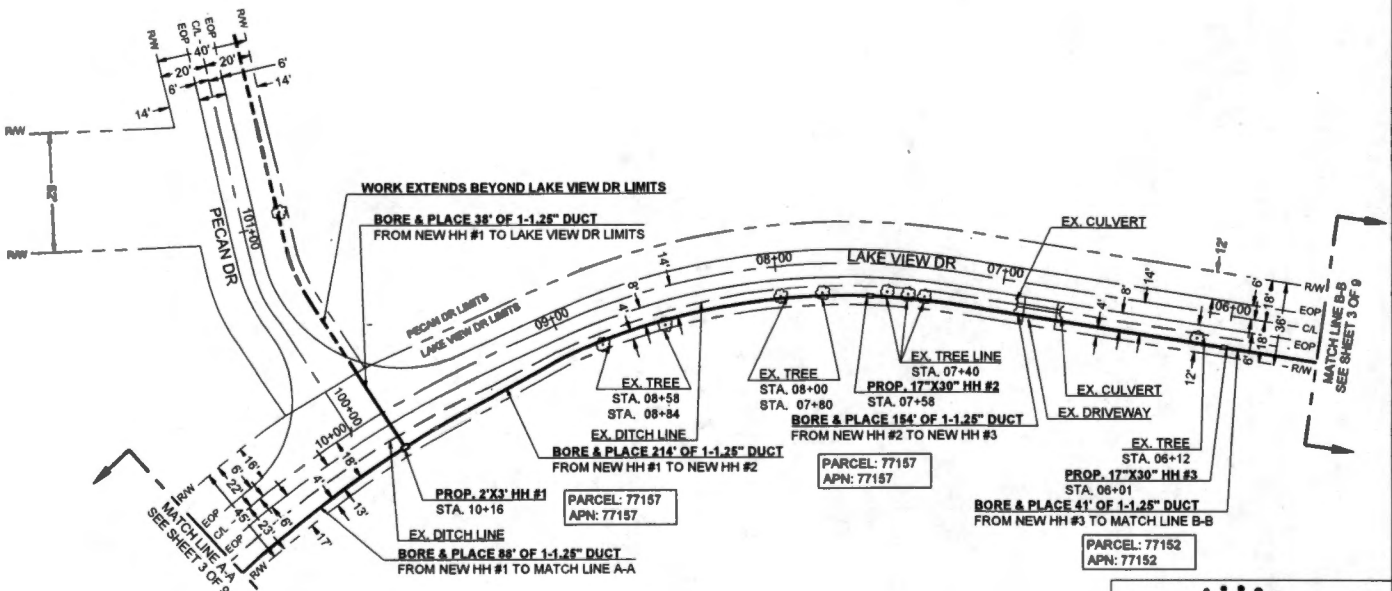 R/W
EOP
C/L
EOP
R/W
40'
20'
20'
6'
6'
14'
14'
R/W
R/W
PECAN DR
101+00
100+00
WORK EXTENDS BEYOND LAKE VIEW DR LIMITS
BORE & PLACE 38' OF 1-1.25" DUCT
FROM NEW HH #1 TO LAKE VIEW DR LIMITS
PECAN DR LIMITS
LAKE VIEW DR LIMITS
10+00
09+00
8'
4'
14'
08+00
LAKE VIEW DR
07+00
EX. CULVERT
14'
8'
4'
12'
06+00
6'
18'
36'
18'
6'
12'
R/W
EOP
C/L
EOP
R/W
MATCH LINE B-B
SEE SHEET 3 OF 9
EX. TREE
STA. 08+58
STA. 08+84
EX. DITCH LINE
BORE & PLACE 214' OF 1-1.25" DUCT
FROM NEW HH #1 TO NEW HH #2
PARCEL: 77157
APN: 77157
EX. TREE
STA. 08+00
STA. 07+80
EX. TREE LINE
STA. 07+40
PROP. 17"X30" HH #2
STA. 07+58
BORE & PLACE 154' OF 1-1.25" DUCT
FROM NEW HH #2 TO NEW HH #3
PARCEL: 77157
APN: 77157
EX. CULVERT
EX. DRIVEWAY
EX. TREE
STA. 06+12
PROP. 17"X30" HH #3
STA. 06+01
BORE & PLACE 41' OF 1-1.25" DUCT
FROM NEW HH #3 TO MATCH LINE B-B
PARCEL: 77152
APN: 77152
PROP. 2'X3' HH #1
STA. 10+16
EX. DITCH LINE
BORE & PLACE 88' OF 1-1.25" DUCT
FROM NEW HH #1 TO MATCH LINE A-A
R/W
EOP
C/L
EOP
R/W
16'
6'
22'
45'
23'
6'
18'
4'
13'
17'
MATCH LINE A-A
SEE SHEET 3 OF 9